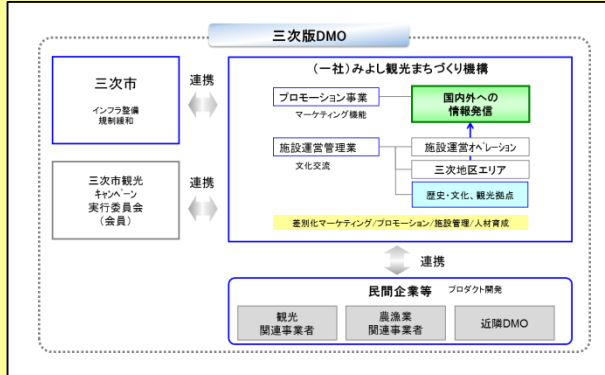 三次版DMO
三次市
インフラ整備
規制緩和
連携
三次市観光
キャンペーン
実行委員会
(会員)
連携
(一社)みよし観光まちづくり機構
プロモーション事業
マーケティング機能
国内外への
情報発信
施設運営管理業
文化交流
施設運営オペレーション
三次地区エリア
歴史・文化、観光拠点
差別化マーケティング/プロモーション/施設管理/人材育成
連携
民間企業等 プロダクト開発
観光
関連事業者
農漁業
関連事業者
近隣DMO